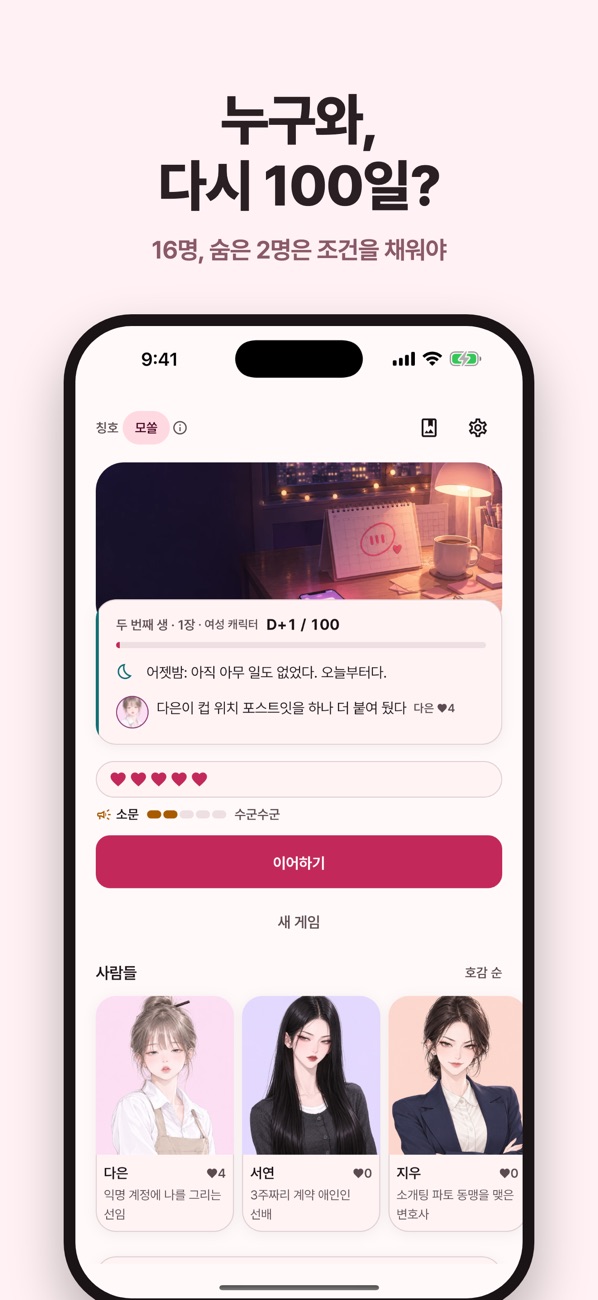 누구와,
다시 100일?
16명, 숨은 2명은 조건을 채워야
9:41
칭호 모쏠
두 번째 생 · 1장 · 여성 캐릭터 D+1 / 100
어젯밤: 아직 아무 일도 없었다. 오늘부터다.
다은이 컵 위치 포스트잇을 하나 더 붙여 뒀다 다은 ♥4
소문 수군수군
이어하기
새 게임
사람들 호감 순
다은 ♥4
익명 계정에 나를 그리는
선임
서연 ♥0
3주짜리 계약 애인인
선배
지우 ♥0
소개팅 파토 동맹을 맺은
변호사